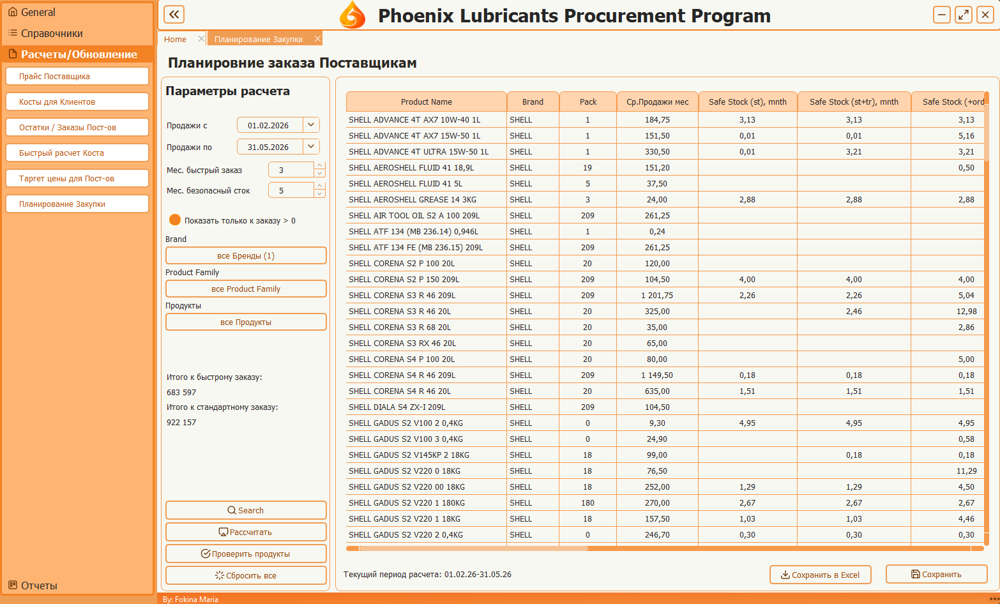 General
Справочники
Расчеты/Обновление
Прайс Поставщика
Косты для Клиентов
Остатки / Заказы Пост-ов
Быстрый расчет Коста
Таргет цены для Пост-ов
Планирование Закупки
Отчеты
Phoenix Lubricants Procurement Program
Home Планирование Закупки
Планировние заказа Поставщикам
Параметры расчета
Продажи с 01.02.2026
Продажи по 31.05.2026
Мес. быстрый заказ 3
Мес. безопасный сток 5
Показать только к заказу > 0
Brand
все Бренды (1)
Product Family
все Product Family
Продукты
все Продукты
Итого к быстрому заказу:
683 597
Итого к стандартному заказу:
922 157
Search
Рассчитать
Проверить продукты
Сбросить все
Product Name Brand Pack Ср.Продажи мес Safe Stock (st), mnth Safe Stock (st+tr), mnth Safe Stock (+ord
SHELL ADVANCE 4T AX7 10W-40 1L SHELL 1 184,75 3,13 3,13 3,13
SHELL ADVANCE 4T AX7 15W-50 1L SHELL 1 151,50 0,01 0,01 5,16
SHELL ADVANCE 4T ULTRA 15W-50 1L SHELL 1 330,50 0,01 3,21 3,21
SHELL AEROSHELL FLUID 41 18,9L SHELL 19 151,20 0,50
SHELL AEROSHELL FLUID 41 5L SHELL 5 37,50
SHELL AEROSHELL GREASE 14 3KG SHELL 3 24,00 2,88 2,88 2,88
SHELL AIR TOOL OIL S2 A 100 209L SHELL 209 261,25
SHELL ATF 134 (MB 236.14) 0,946L SHELL 1 0,24
SHELL ATF 134 FE (MB 236.15) 209L SHELL 209 261,25
SHELL CORENA S2 P 100 20L SHELL 20 120,00
SHELL CORENA S2 P 150 209L SHELL 209 104,50 4,00 4,00 4,00
SHELL CORENA S3 R 46 209L SHELL 209 1 201,75 2,26 2,26 5,04
SHELL CORENA S3 R 46 20L SHELL 20 325,00 2,46 12,98
SHELL CORENA S3 R 68 20L SHELL 20 35,00 2,86
SHELL CORENA S3 RX 46 20L SHELL 20 65,00
SHELL CORENA S4 P 100 20L SHELL 20 80,00 5,00
SHELL CORENA S4 R 46 209L SHELL 209 1 149,50 0,18 0,18 0,18
SHELL CORENA S4 R 46 20L SHELL 20 635,00 1,51 1,51 1,51
SHELL DIALA S4 ZX-I 209L SHELL 209 104,50
SHELL GADUS S2 V100 2 0,4KG SHELL 0 9,30 4,95 4,95 4,95
SHELL GADUS S2 V100 3 0,4KG SHELL 0 24,90 0,58
SHELL GADUS S2 V145KP 2 18KG SHELL 18 99,00 0,18 0,18
SHELL GADUS S2 V220 0 18KG SHELL 18 76,50 11,29
SHELL GADUS S2 V220 00 18KG SHELL 18 252,00 1,29 1,29 4,50
SHELL GADUS S2 V220 1 180KG SHELL 180 270,00 2,67 2,67 2,67
SHELL GADUS S2 V220 1 18KG SHELL 18 157,50 1,03 1,03 4,46
SHELL GADUS S2 V220 2 0,4KG SHELL 0 246,70 0,30 0,30 0,30
Текущий период расчета: 01.02.26-31.05.26
Сохранить в Excel
Сохранить
By: Fokina Maria